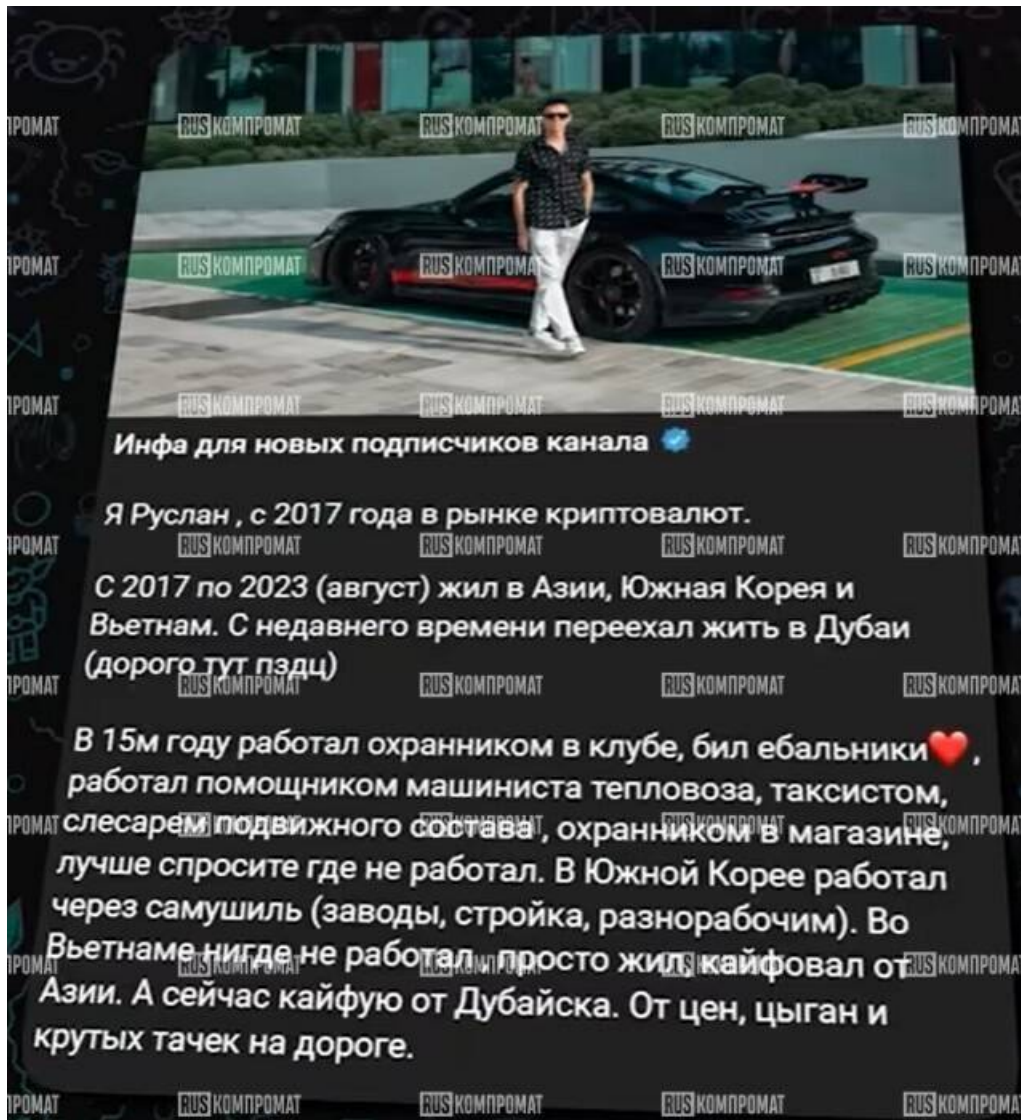 Инфа для новых подписчиков канала
Я Руслан , с 2017 года в рынке криптовалют.
С 2017 по 2023 (август) жил в Азии, Южная Корея и
Вьетнам. С недавнего времени переехал жить в Дубаи
(дорого тут пздц)
В 15м году работал охранником в клубе, бил ебальники❤️,
работал помощником машиниста тепловоза, таксистом,
слесарем подвижного состава , охранником в магазине,
лучше спросите где не работал. В Южной Корее работал
через самушиль (заводы, стройка, разнорабочим). Во
Вьетнаме нигде не работал , просто жил, кайфовал от
Азии. А сейчас кайфую от Дубайска. От цен, цыган и
крутых тачек на дороге.
RUS КОМПРОМАТ